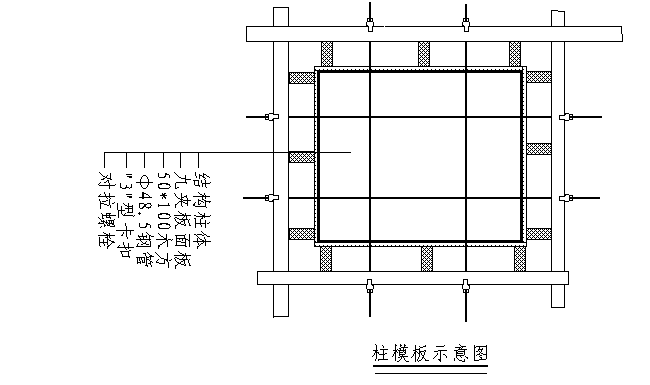 结构柱体
九夹板面板
50*100木方
Φ48.5钢管
"3"型卡扣
对拉螺栓
柱模板示意图